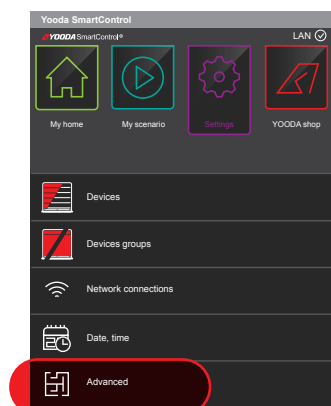 Yooda SmartControl
YOODA SmartControl® LAN
My home My scenario Settings YOODA shop
Devices
Devices groups
Network connections
Date, time
Advanced